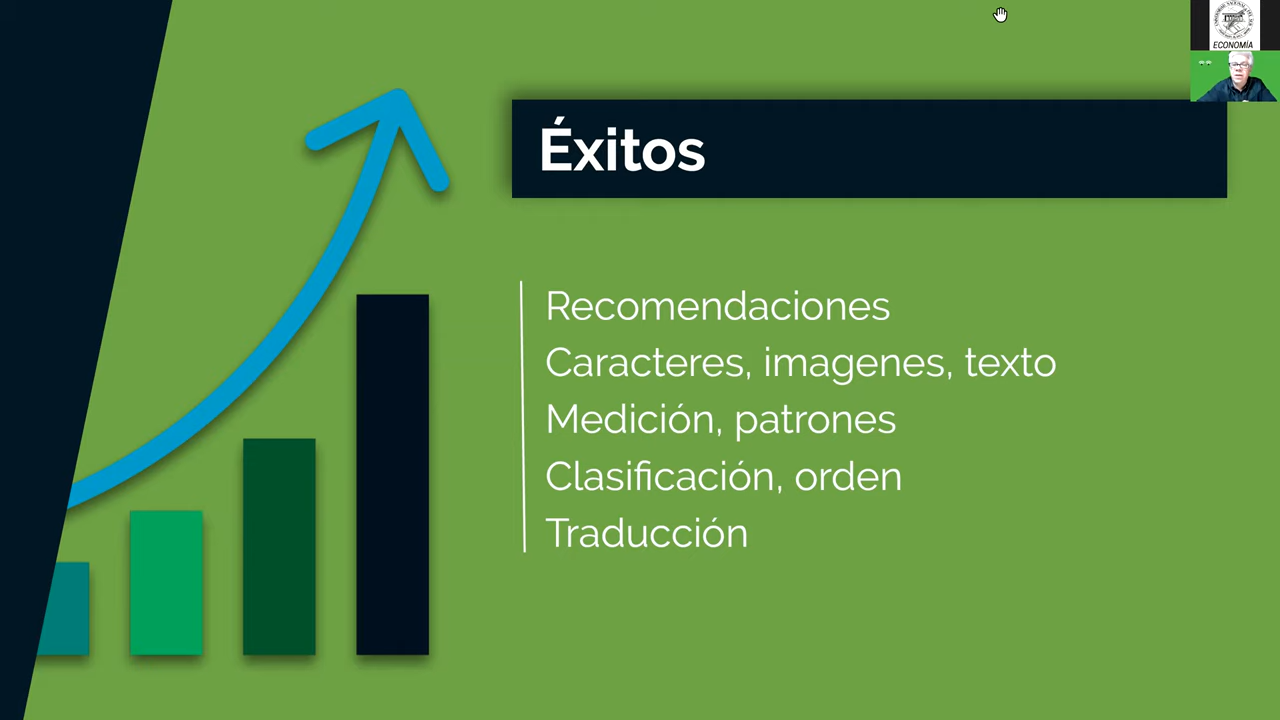 ECONOMÍA
Éxitos
Recomendaciones
Caracteres, imagenes, texto
Medición, patrones
Clasificación, orden
Traducción